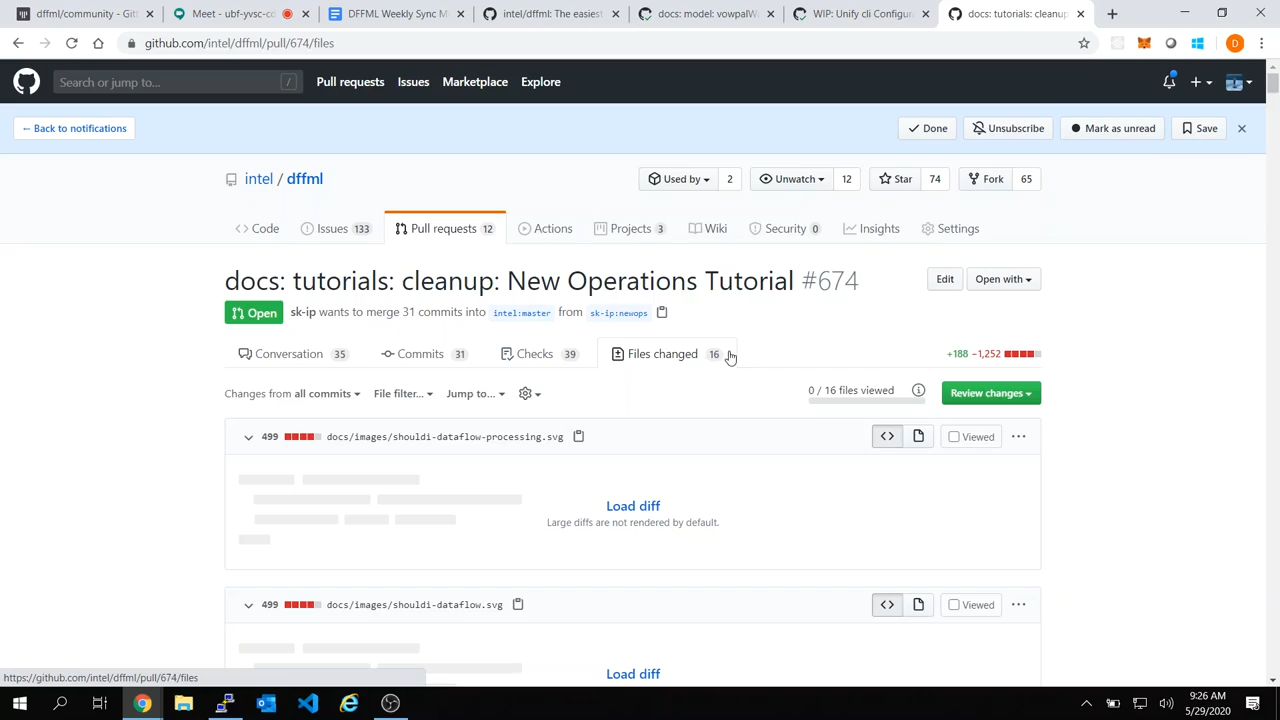 dffml/community - Gitt
Meet - ubf-yvsc-co
DFFML Weekly Sync M
intel/dffml: The easiest
docs: model: vowpalWa
WIP: Unify cli Configura
docs: tutorials: cleanup
github.com/intel/dffml/pull/674/files
D
Search or jump to...
/
Pull requests
Issues
Marketplace
Explore
← Back to notifications
Done
Unsubscribe
Mark as unread
Save
intel / dffml
Used by 2
Unwatch 12
Star 74
Fork 65
Code
Issues 133
Pull requests 12
Actions
Projects 3
Wiki
Security 0
Insights
Settings
docs: tutorials: cleanup: New Operations Tutorial #674
Edit
Open with
Open
sk-ip wants to merge 31 commits into intel:master from sk-ip:newops
Conversation 35
Commits 31
Checks 39
Files changed 16
+188 −1,252
Changes from all commits
File filter...
Jump to...
0 / 16 files viewed
Review changes
499 docs/images/shouldi-dataflow-processing.svg
Viewed
Load diff
Large diffs are not rendered by default.
499 docs/images/shouldi-dataflow.svg
Viewed
Load diff
https://github.com/intel/dffml/pull/674/files
9:26 AM
5/29/2020